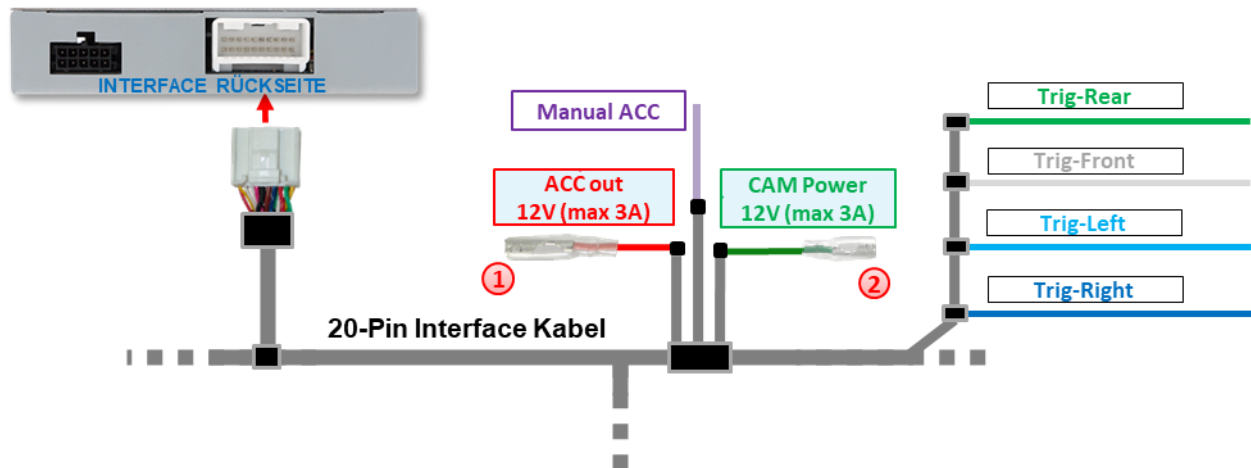 INTERFACE RÜCKSEITE
Manual ACC
ACC out
12V (max 3A)
CAM Power
12V (max 3A)
1
2
Trig-Rear
Trig-Front
Trig-Left
Trig-Right
20-Pin Interface Kabel